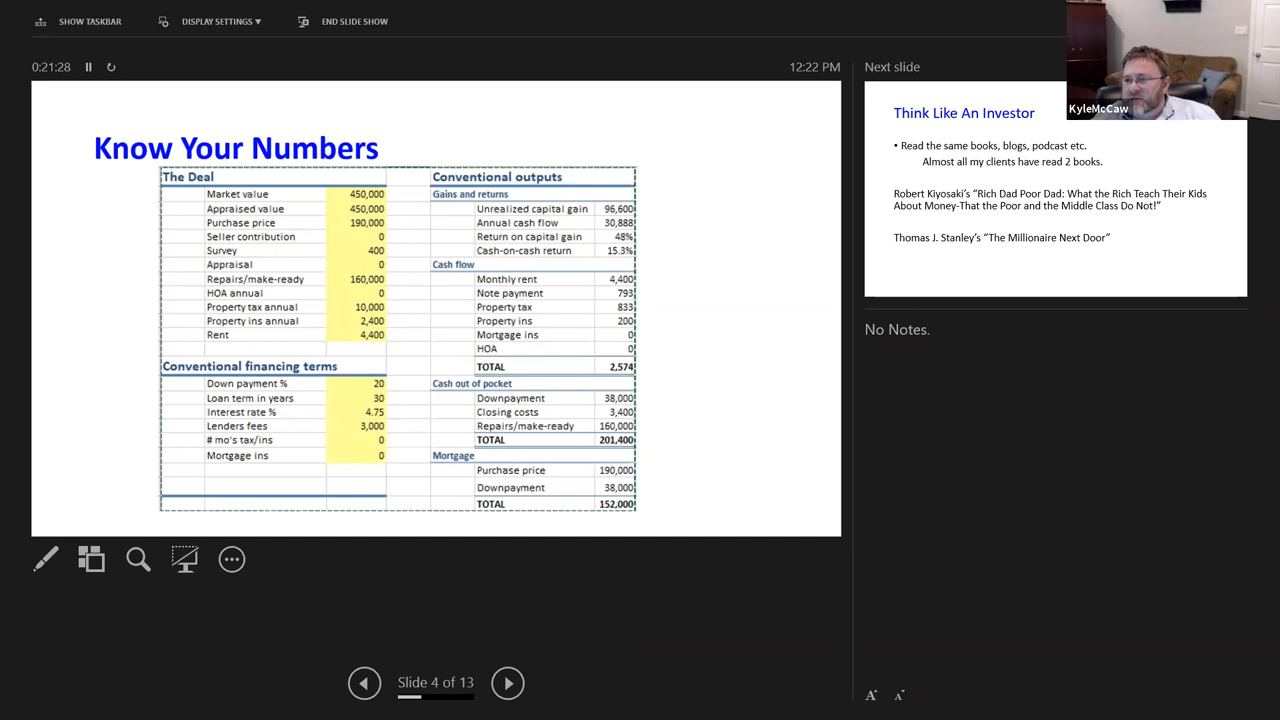 SHOW TASKBAR DISPLAY SETTINGS ▼ END SLIDE SHOW
0:21:28 12:22 PM
Know Your Numbers
The Deal
Market value 450,000
Appraised value 450,000
Purchase price 190,000
Seller contribution 0
Survey 400
Appraisal 0
Repairs/make-ready 160,000
HOA annual 0
Property tax annual 10,000
Property ins annual 2,400
Rent 4,400
Conventional financing terms
Down payment % 20
Loan term in years 30
Interest rate % 4.75
Lenders fees 3,000
# mo's tax/ins 0
Mortgage ins 0
Conventional outputs
Gains and returns
Unrealized capital gain 96,600
Annual cash flow 30,888
Return on capital gain 48%
Cash-on-cash return 15.3%
Cash flow
Monthly rent 4,400
Note payment 793
Property tax 833
Property ins 200
Mortgage ins 0
HOA 0
TOTAL 2,574
Cash out of pocket
Downpayment 38,000
Closing costs 3,400
Repairs/make-ready 160,000
TOTAL 201,400
Mortgage
Purchase price 190,000
Downpayment 38,000
TOTAL 152,000
Slide 4 of 13
Next slide
KyleMcCaw
Think Like An Investor
• Read the same books, blogs, podcast etc.
Almost all my clients have read 2 books.
Robert Kiyosaki's "Rich Dad Poor Dad: What the Rich Teach Their Kids
About Money-That the Poor and the Middle Class Do Not!"
Thomas J. Stanley's "The Millionaire Next Door"
No Notes.
A A